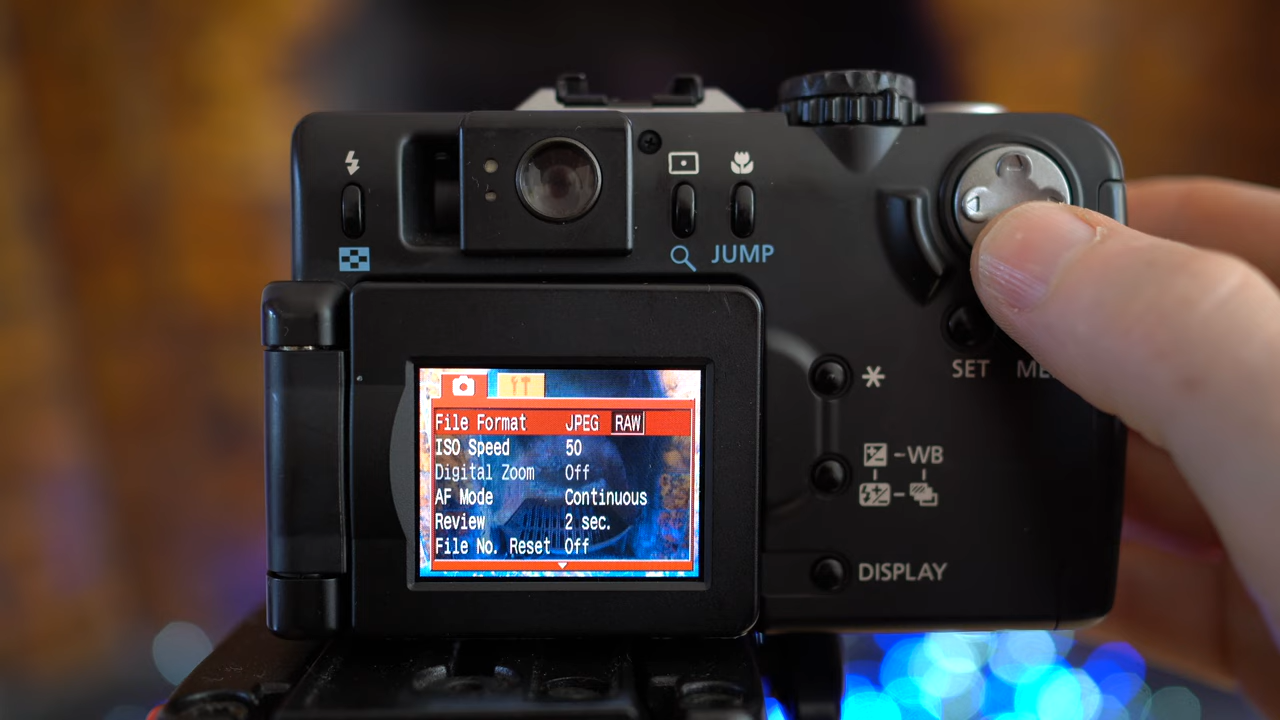 JUMP
File Format JPEG RAW
ISO Speed 50
Digital Zoom Off
AF Mode Continuous
Review 2 sec.
File No. Reset Off
SET
-WB
DISPLAY